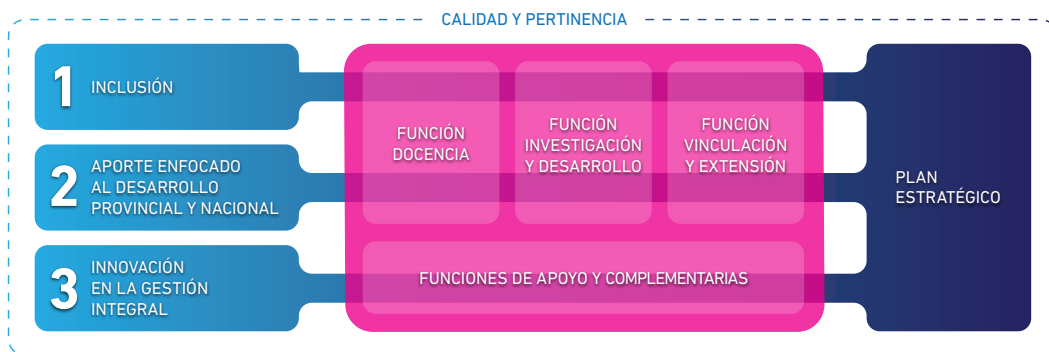 CALIDAD Y PERTINENCIA
1
INCLUSIÓN
2
APORTE ENFOCADO
AL DESARROLLO
PROVINCIAL Y NACIONAL
3
INNOVACIÓN
EN LA GESTIÓN
INTEGRAL
FUNCIÓN
DOCENCIA
FUNCIÓN
INVESTIGACIÓN
Y DESARROLLO
FUNCIÓN
VINCULACIÓN
Y EXTENSIÓN
FUNCIONES DE APOYO Y COMPLEMENTARIAS
PLAN
ESTRATÉGICO